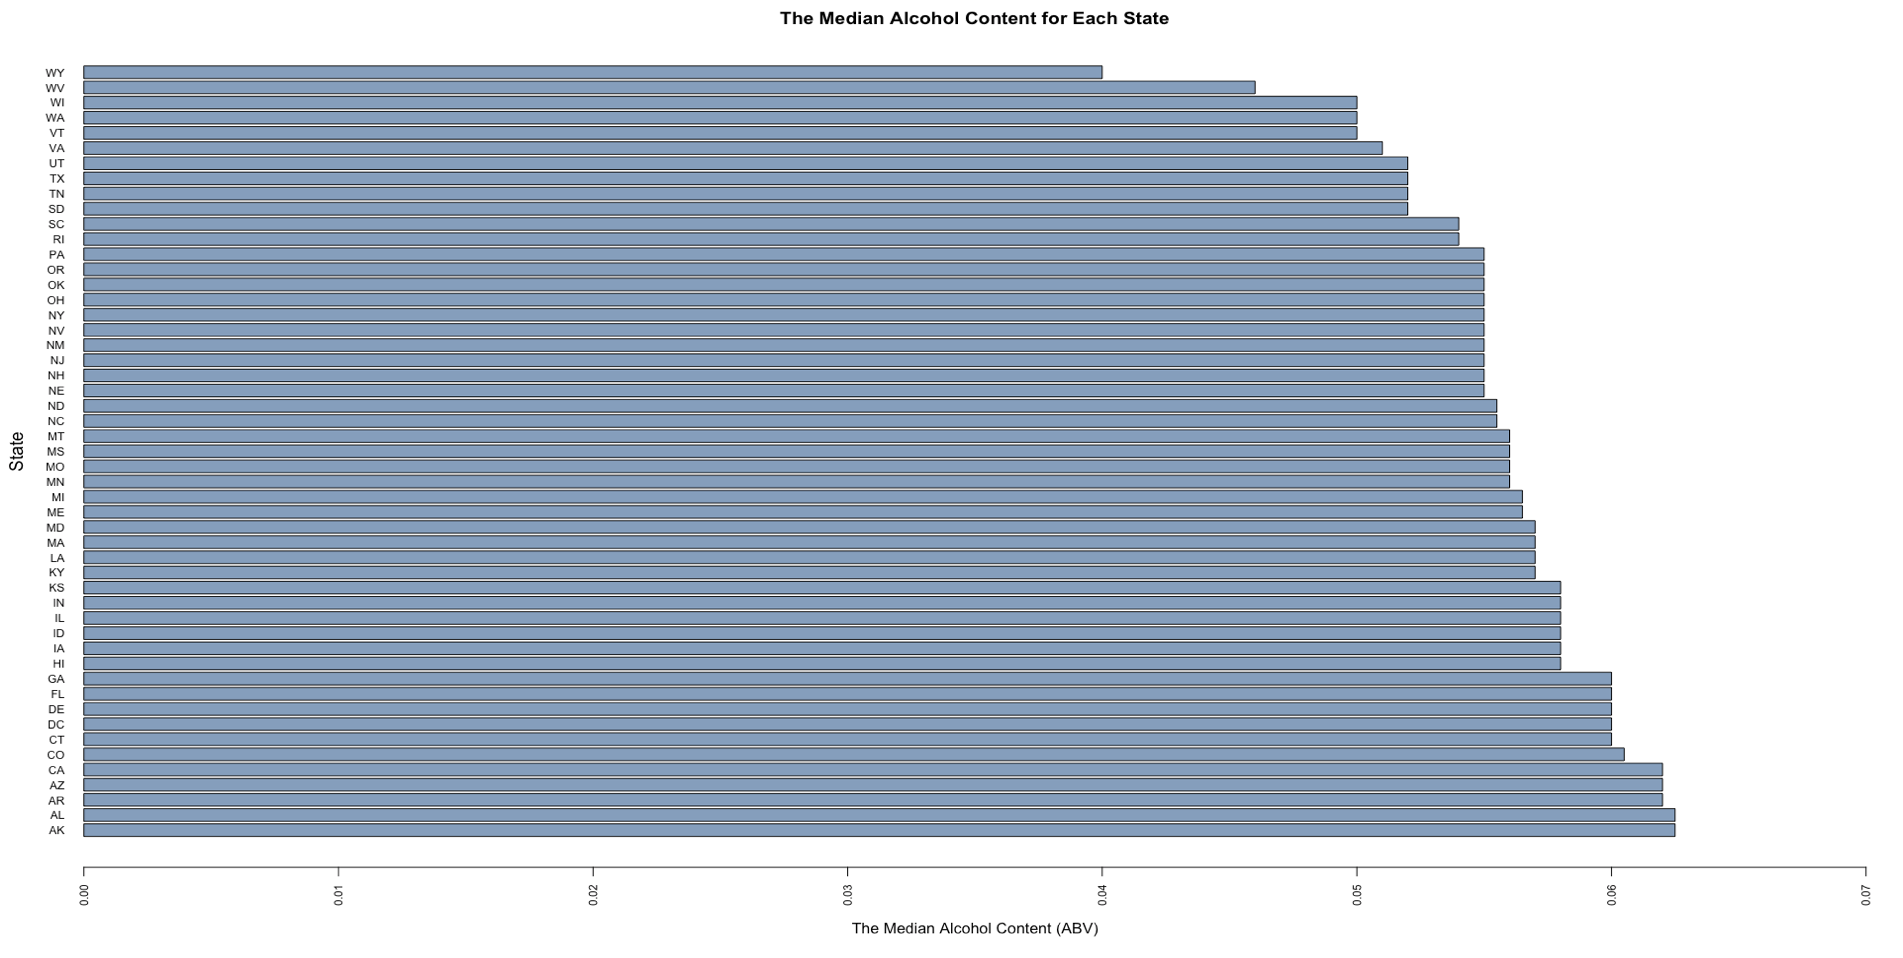 The Median Alcohol Content for Each State
WY
WV
WI
WA
VT
VA
UT
TX
TN
SD
SC
RI
PA
OR
OK
OH
NY
NV
NM
NJ
NH
NE
ND
NC
MT
MS
MO
MN
MI
ME
MD
MA
LA
KY
KS
IN
IL
ID
IA
HI
GA
FL
DE
DC
CT
CO
CA
AZ
AR
AL
AK
State
0.00
0.01
0.02
0.03
0.04
0.05
0.06
0.07
The Median Alcohol Content (ABV)